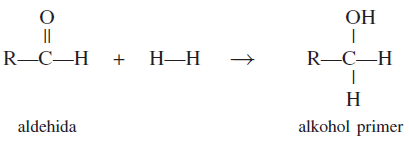 O OH
|| |
R—C—H + H—H → R—C—H
|
H
aldehida alkohol primer